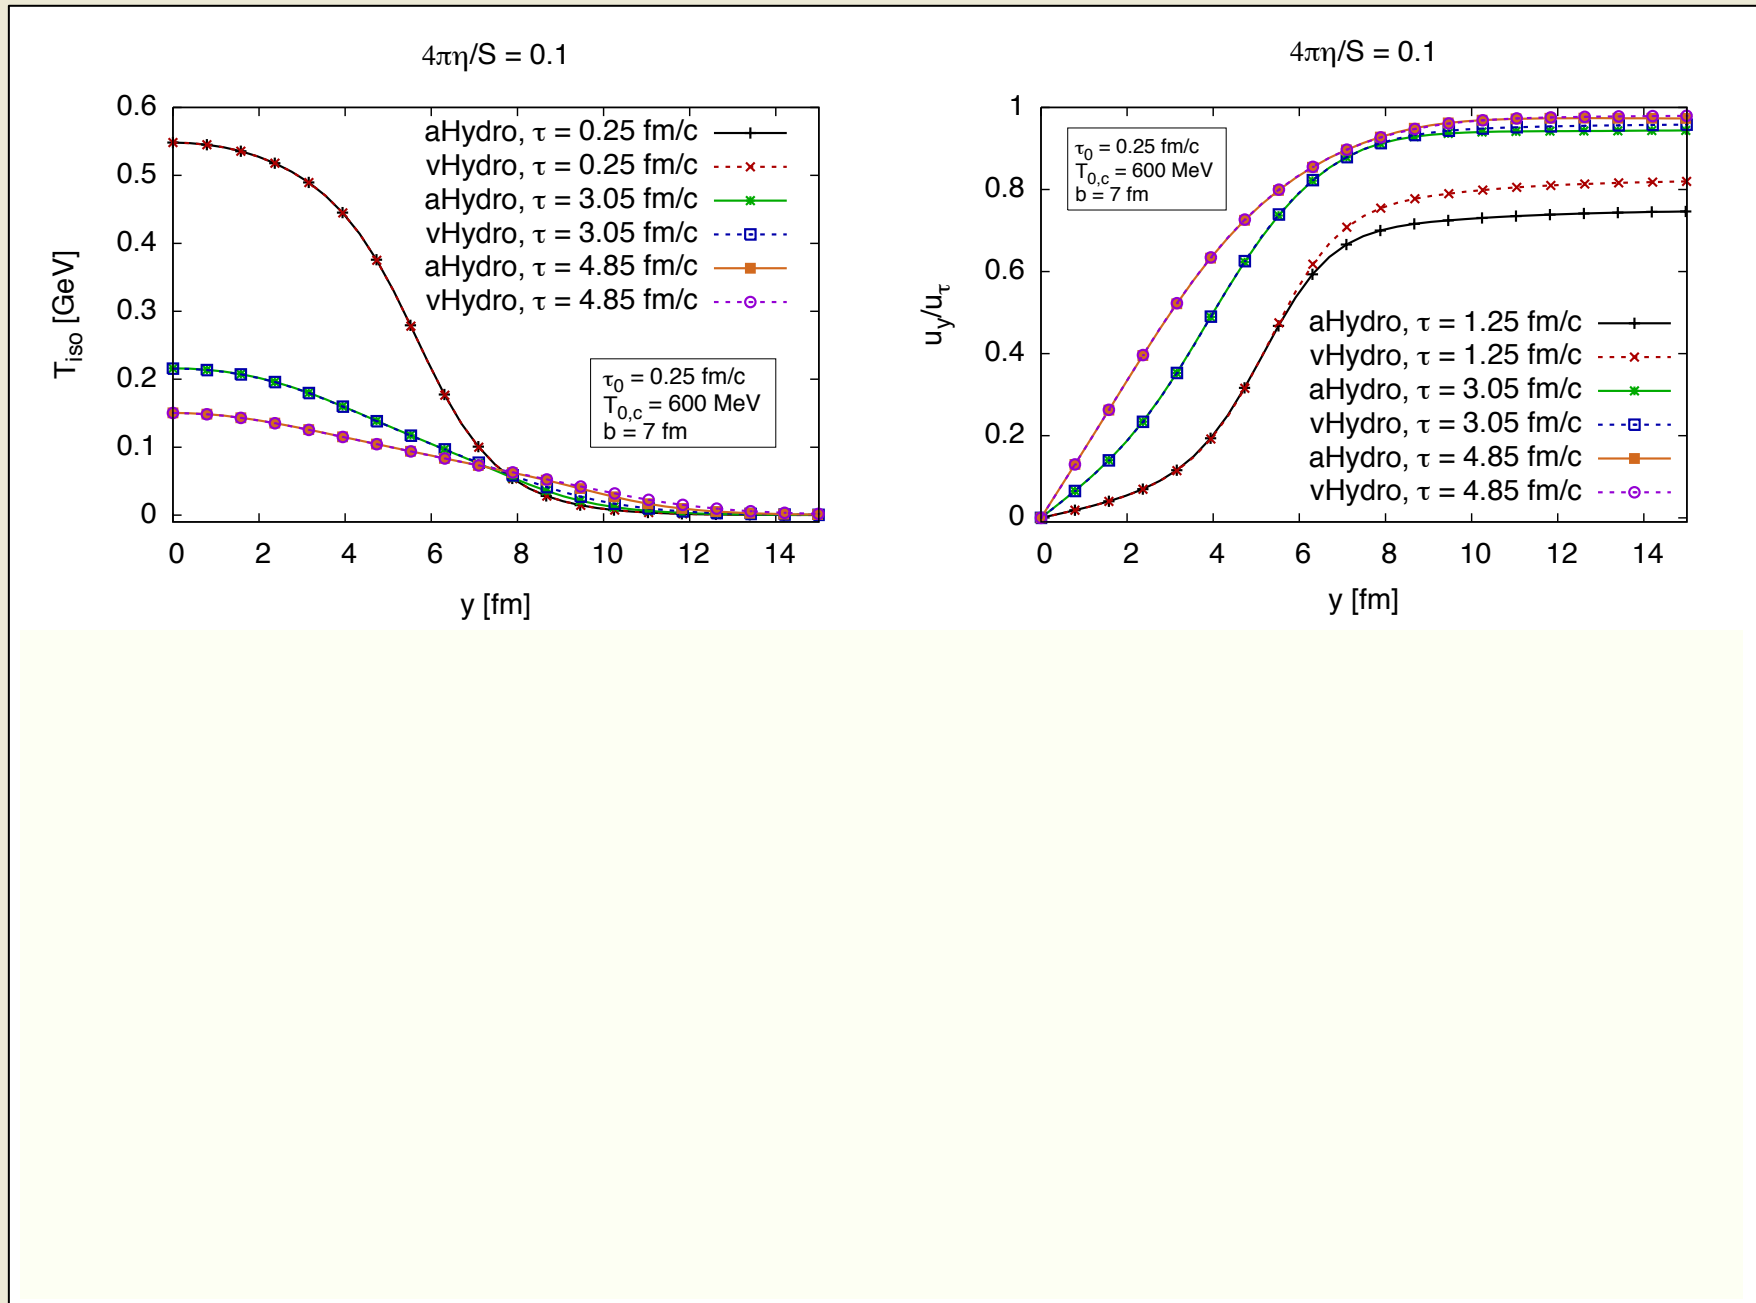 4πη/S = 0.1
0.6
0.5
0.4
0.3
0.2
0.1
0
T_iso [GeV]
aHydro, τ = 0.25 fm/c
vHydro, τ = 0.25 fm/c
aHydro, τ = 3.05 fm/c
vHydro, τ = 3.05 fm/c
aHydro, τ = 4.85 fm/c
vHydro, τ = 4.85 fm/c
τ₀ = 0.25 fm/c
T₀,c = 600 MeV
b = 7 fm
0 2 4 6 8 10 12 14
y [fm]
4πη/S = 0.1
1
0.8
0.6
0.4
0.2
0
u_y/u_τ
τ₀ = 0.25 fm/c
T₀,c = 600 MeV
b = 7 fm
aHydro, τ = 1.25 fm/c
vHydro, τ = 1.25 fm/c
aHydro, τ = 3.05 fm/c
vHydro, τ = 3.05 fm/c
aHydro, τ = 4.85 fm/c
vHydro, τ = 4.85 fm/c
0 2 4 6 8 10 12 14
y [fm]